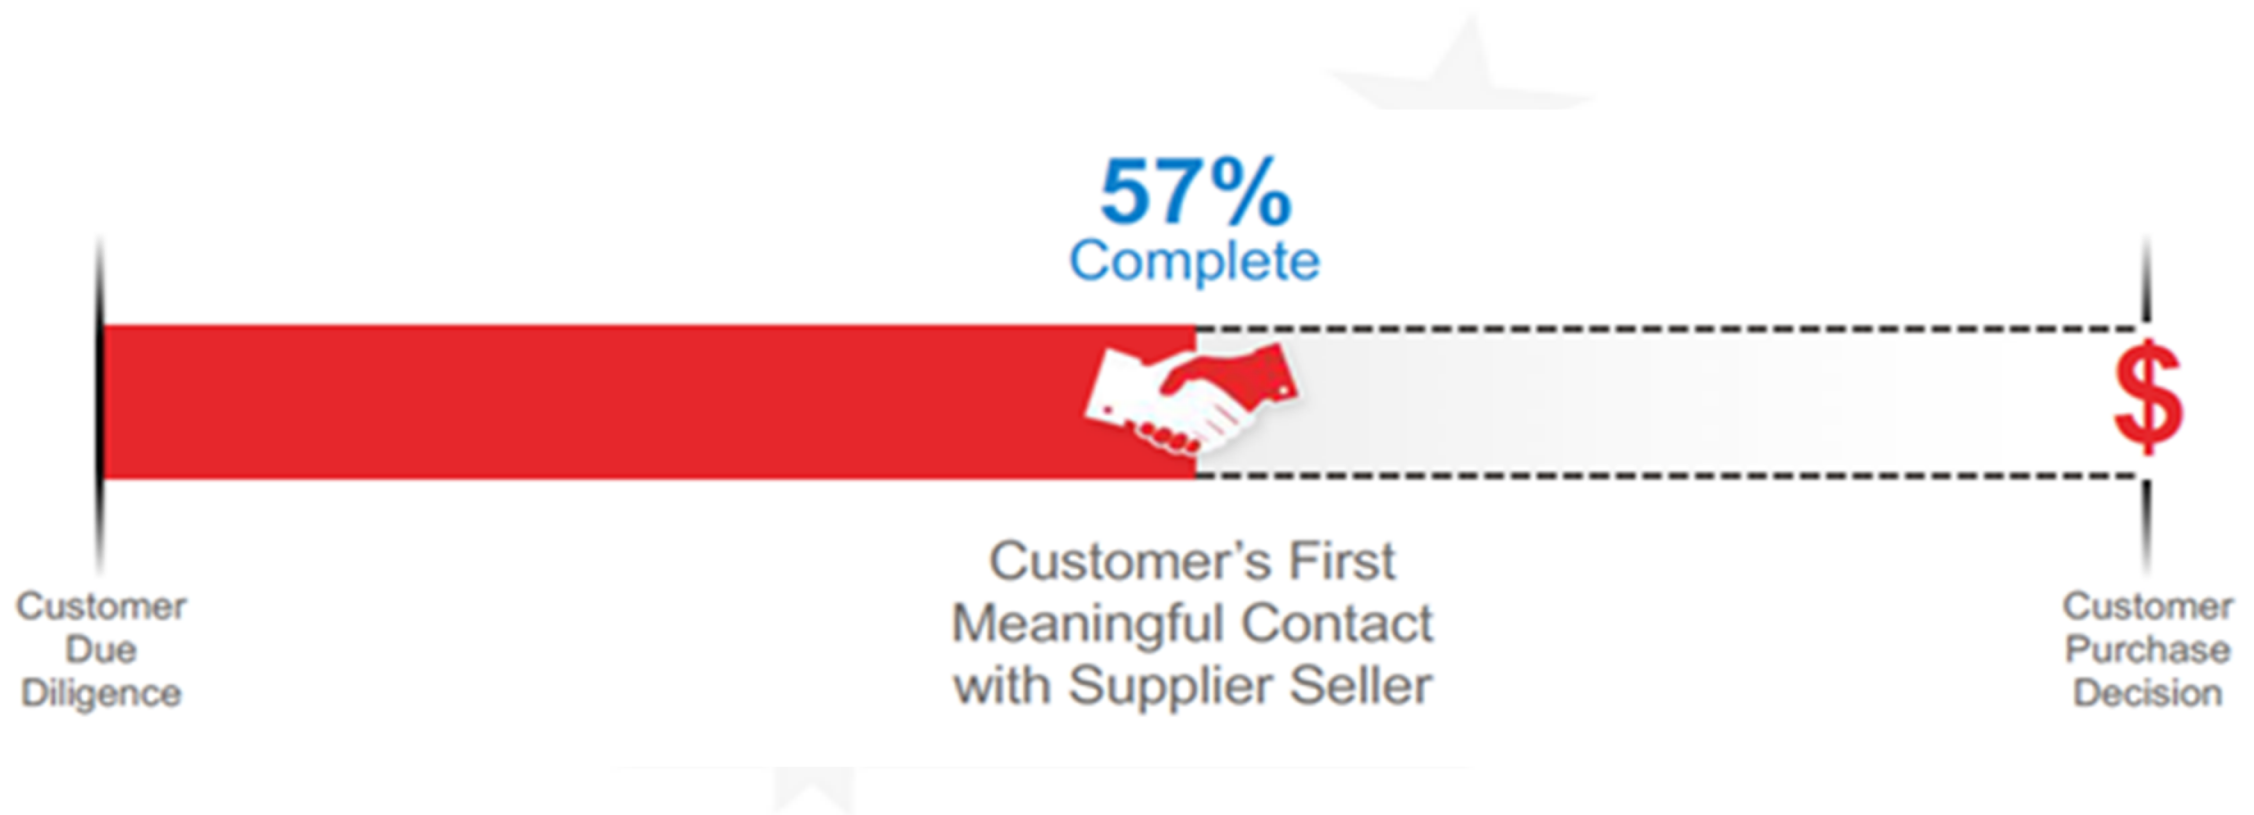 57%
Complete
$
Customer's First
Meaningful Contact
with Supplier Seller
Customer
Due
Diligence
Customer
Purchase
Decision